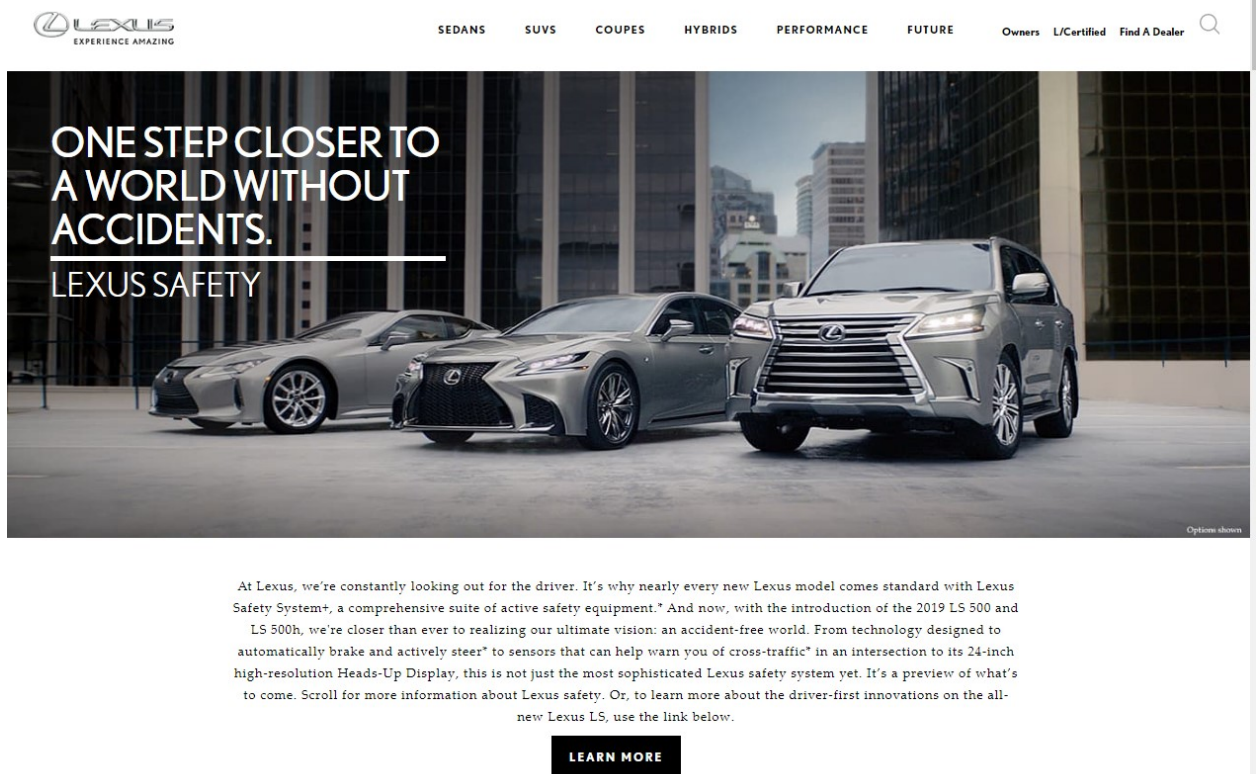 LEXUS
EXPERIENCE AMAZING
SEDANS SUVS COUPES HYBRIDS PERFORMANCE FUTURE Owners L/Certified Find A Dealer
ONE STEP CLOSER TO
A WORLD WITHOUT
ACCIDENTS.
LEXUS SAFETY
Options shown
At Lexus, we're constantly looking out for the driver. It's why nearly every new Lexus model comes standard with Lexus
Safety System+, a comprehensive suite of active safety equipment.* And now, with the introduction of the 2019 LS 500 and
LS 500h, we're closer than ever to realizing our ultimate vision: an accident-free world. From technology designed to
automatically brake and actively steer* to sensors that can help warn you of cross-traffic* in an intersection to its 24-inch
high-resolution Heads-Up Display, this is not just the most sophisticated Lexus safety system yet. It's a preview of what's
to come. Scroll for more information about Lexus safety. Or, to learn more about the driver-first innovations on the all-
new Lexus LS, use the link below.
LEARN MORE